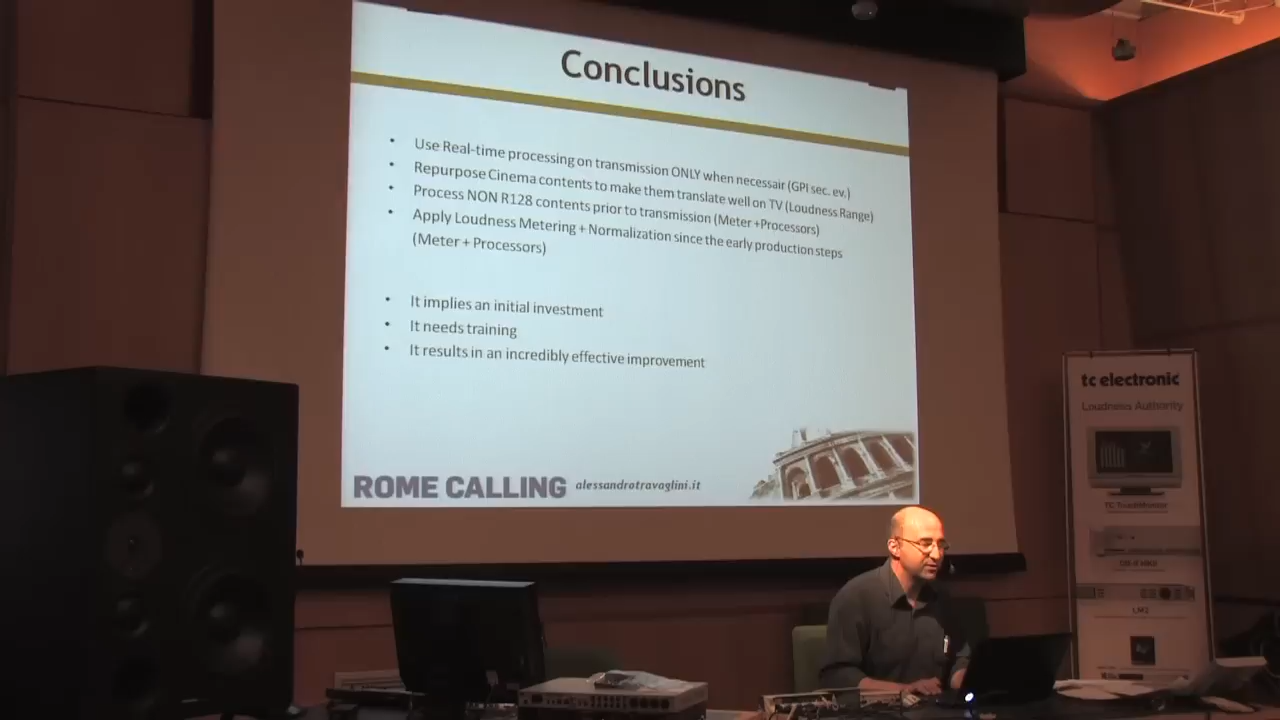 Conclusions
• Use Real-time processing on transmission ONLY when necessair (GPI sec. ev.)
• Repurpose Cinema contents to make them translate well on TV (Loudness Range)
• Process NON R128 contents prior to transmission (Meter +Processors)
• Apply Loudness Metering + Normalization since the early production steps
(Meter + Processors)
• It implies an initial investment
• It needs training
• It results in an incredibly effective improvement
ROME CALLING alessandrotravaglini.it
tc electronic
Loudness Authority
LM2